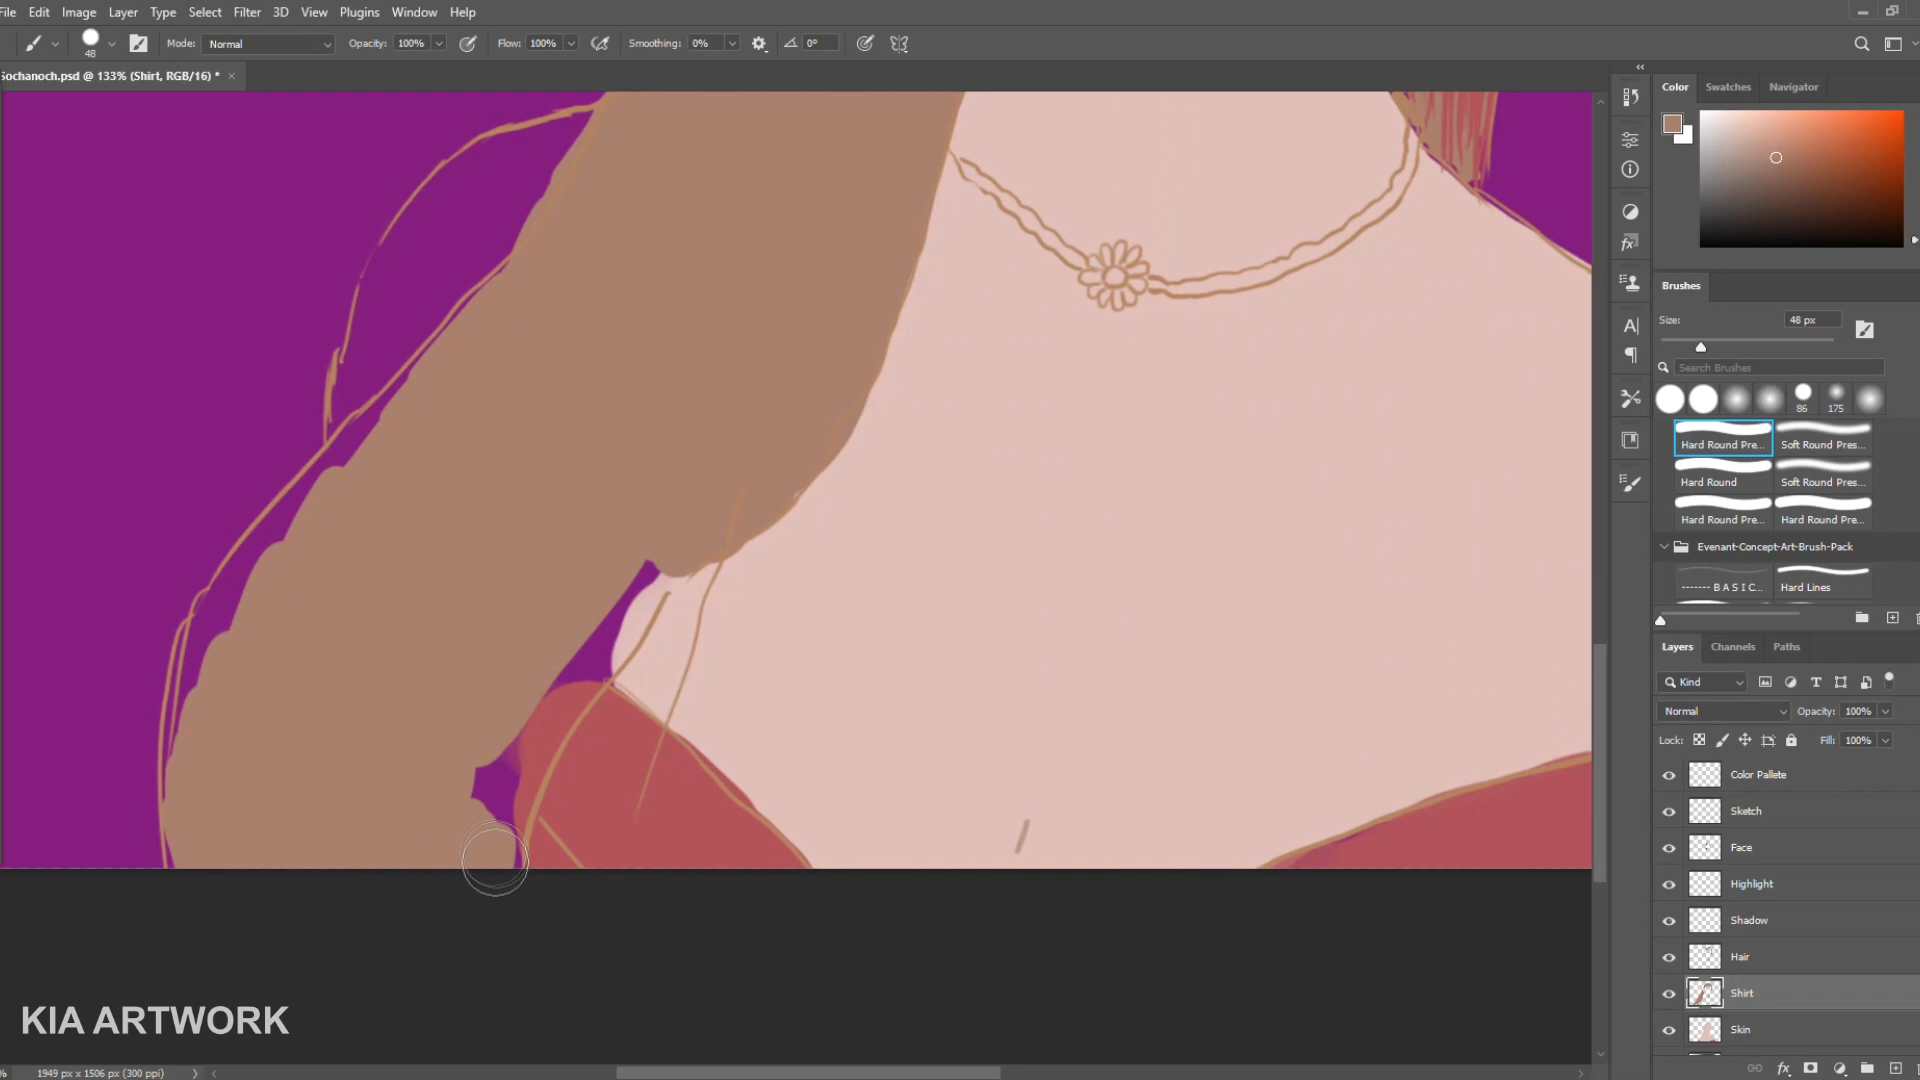 File Edit Image Layer Type Select Filter 3D View Plugins Window Help
48 Mode: Normal Opacity: 100% Flow: 100% Smoothing: 0% 0°
Sochanoch.psd @ 133% (Shirt, RGB/16) * ×
Color Swatches Navigator
Brushes
Size: 48 px
Search Brushes
86 175
Hard Round Pre... Soft Round Pres...
Hard Round Soft Round Pres...
Hard Round Pre... Hard Round Pre...
Evenant-Concept-Art-Brush-Pack
------- B A S I C... Hard Lines
Layers Channels Paths
Kind
Normal Opacity: 100%
Lock: Fill: 100%
Color Pallete
Sketch
Face
Highlight
Shadow
Hair
Shirt
Skin
KIA ARTWORK
% 1949 px x 1506 px (300 ppi)